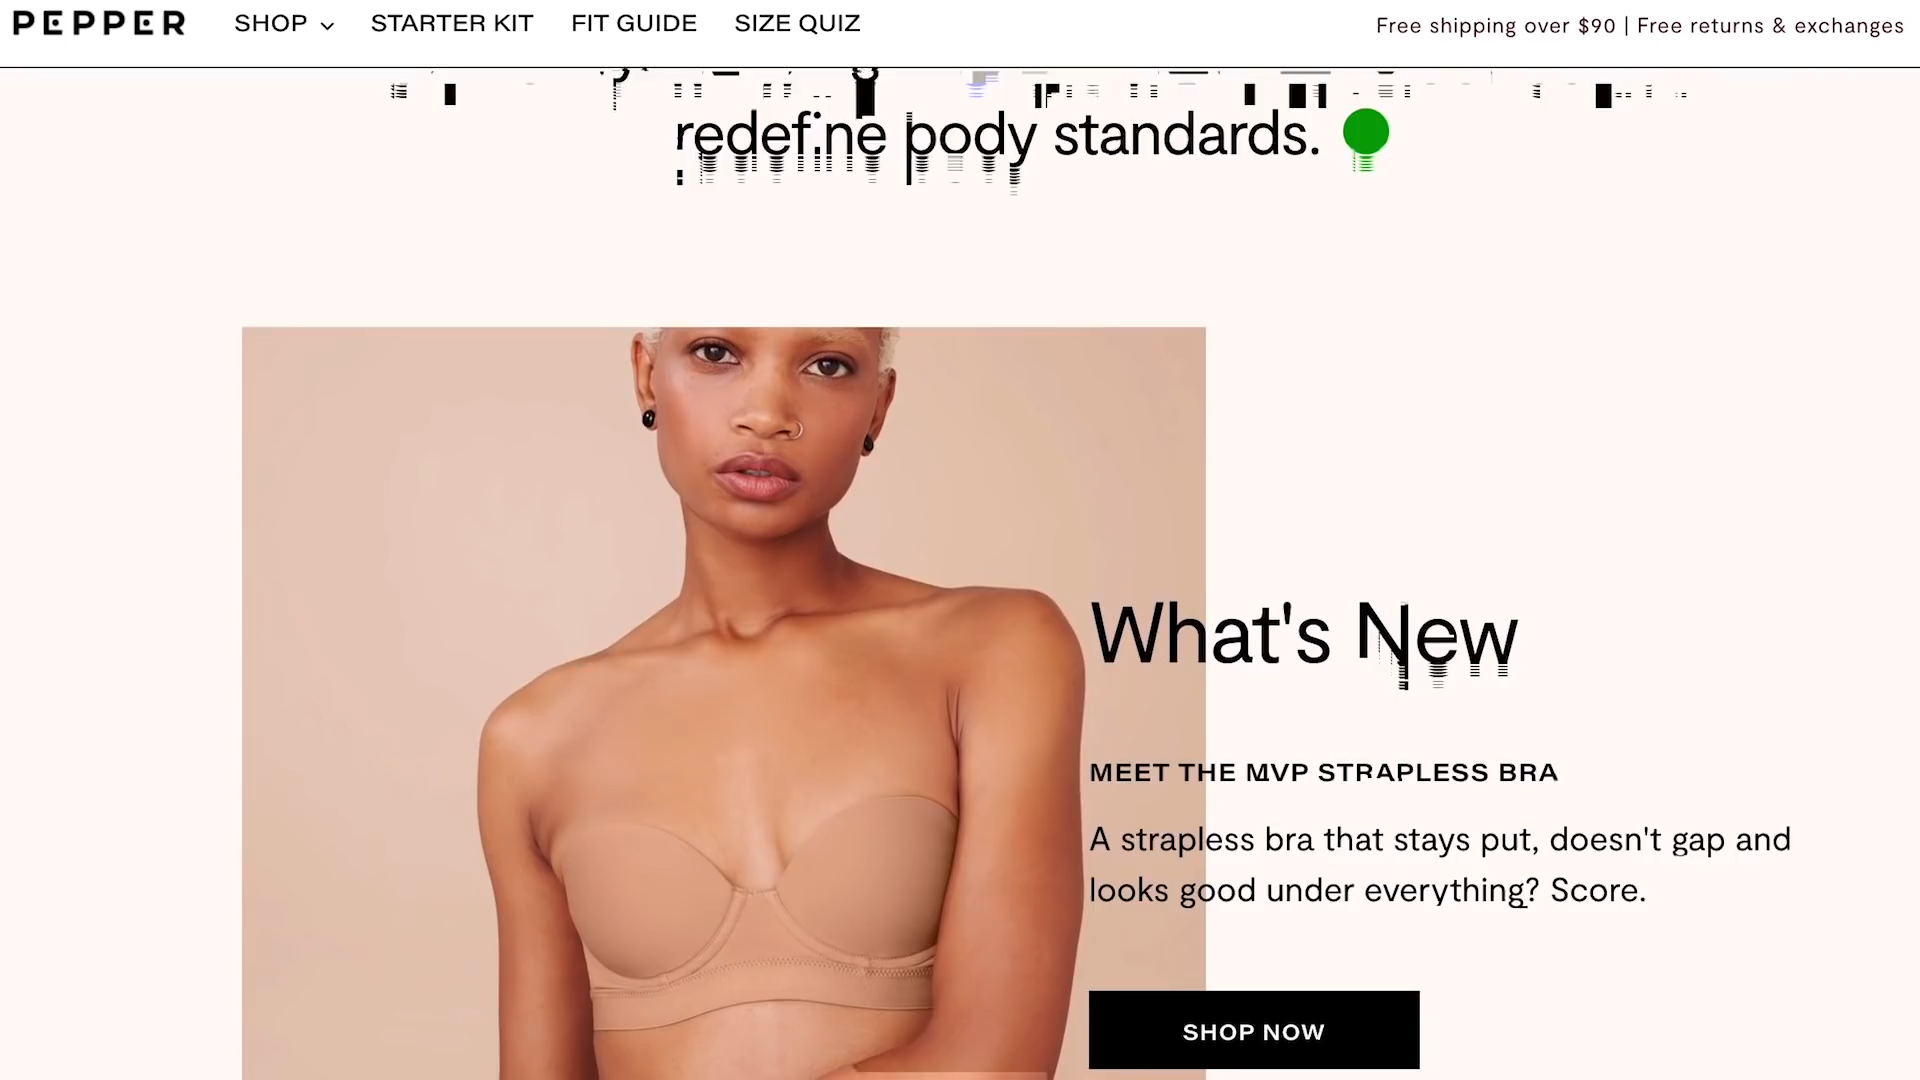 PEPPER SHOP STARTER KIT FIT GUIDE SIZE QUIZ Free shipping over $90 | Free returns & exchanges
redefine body standards.
What's New
MEET THE MVP STRAPLESS BRA
A strapless bra that stays put, doesn't gap and
looks good under everything? Score.
SHOP NOW